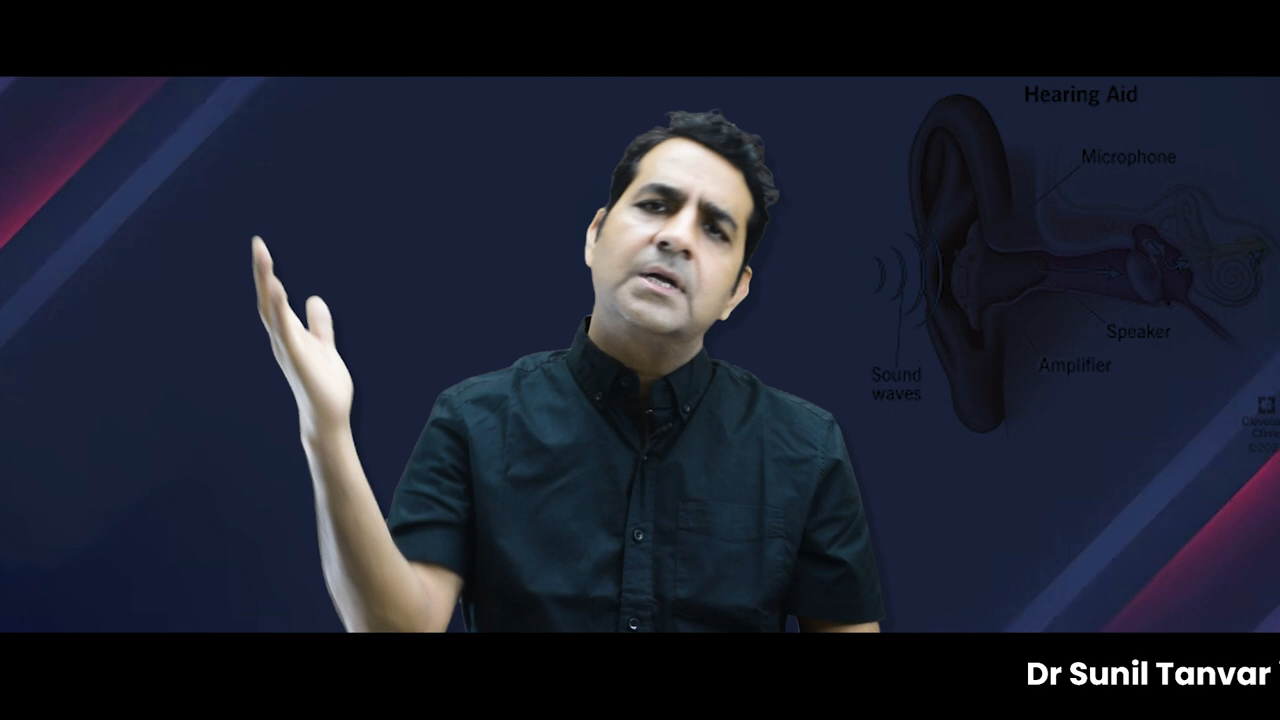 Hearing Aid
Microphone
Speaker
Amplifier
Sound
waves
Dr Sunil Tanvar